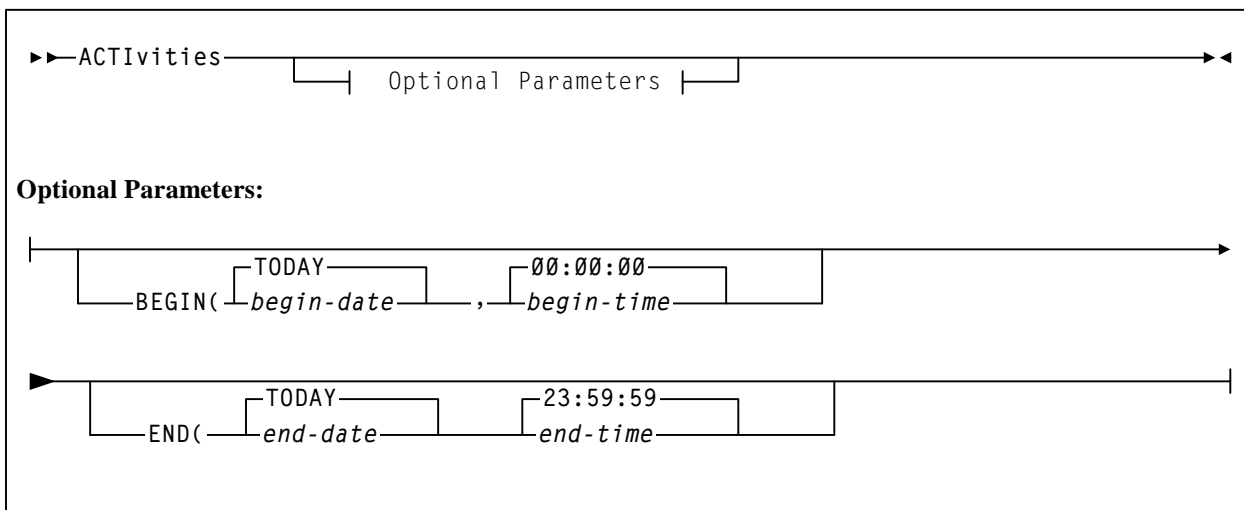 ACTIvities
Optional Parameters
Optional Parameters:
TODAY 00:00:00
BEGIN( begin-date , begin-time
TODAY 23:59:59
END( end-date end-time